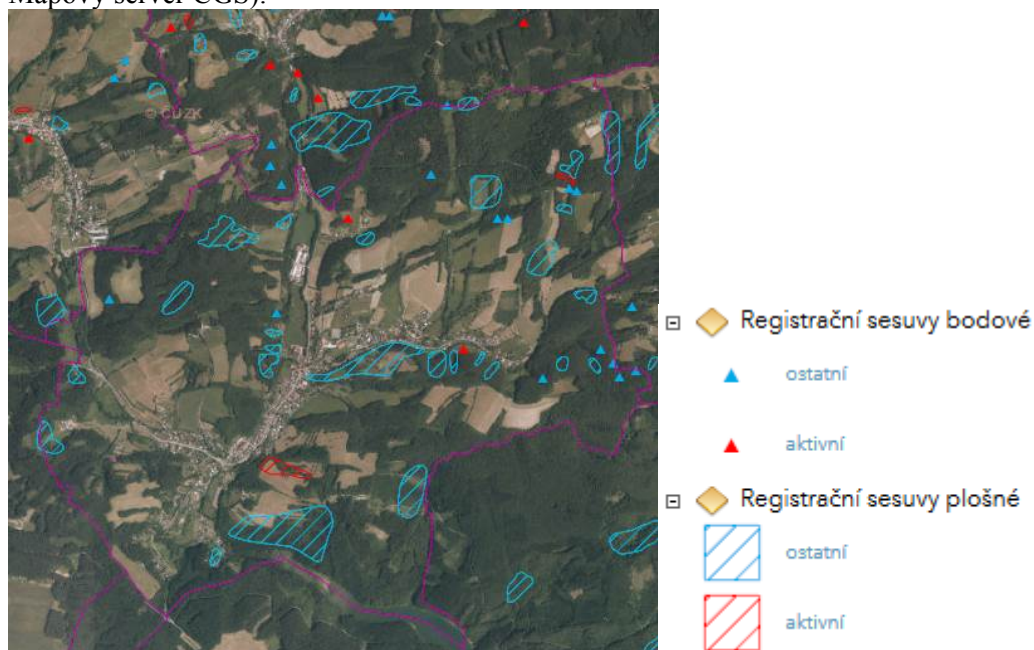 Mapový server ČGS).
© ČÚZK
Registrační sesuvy bodové
ostatní
aktivní
Registrační sesuvy plošné
ostatní
aktivní